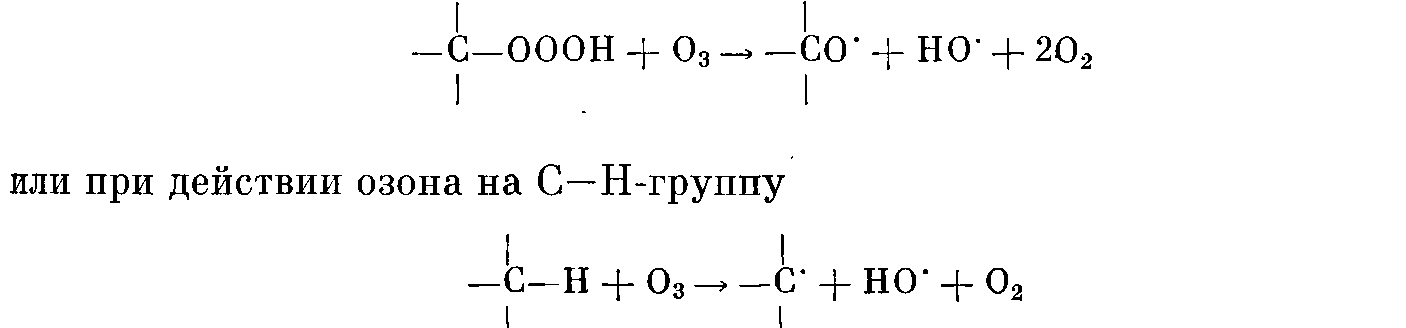 —C—OOOH + O₃ → —CO˙ + HO˙ + 2O₂
или при действии озона на С—Н-группу
—C—H + O₃ → —C˙ + HO˙ + O₂